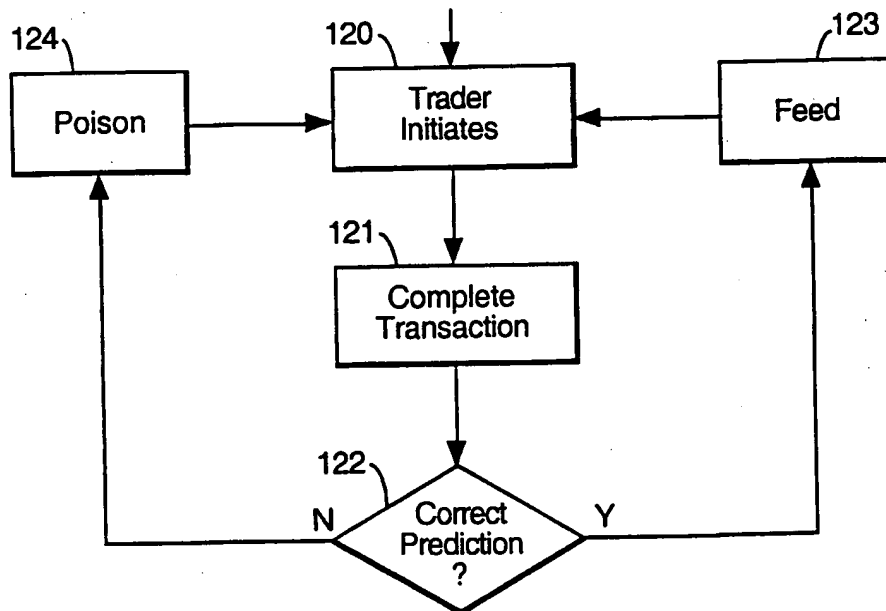 124
120
123
Poison
Trader
Initiates
Feed
121
Complete
Transaction
122
N
Correct
Prediction
?
Y